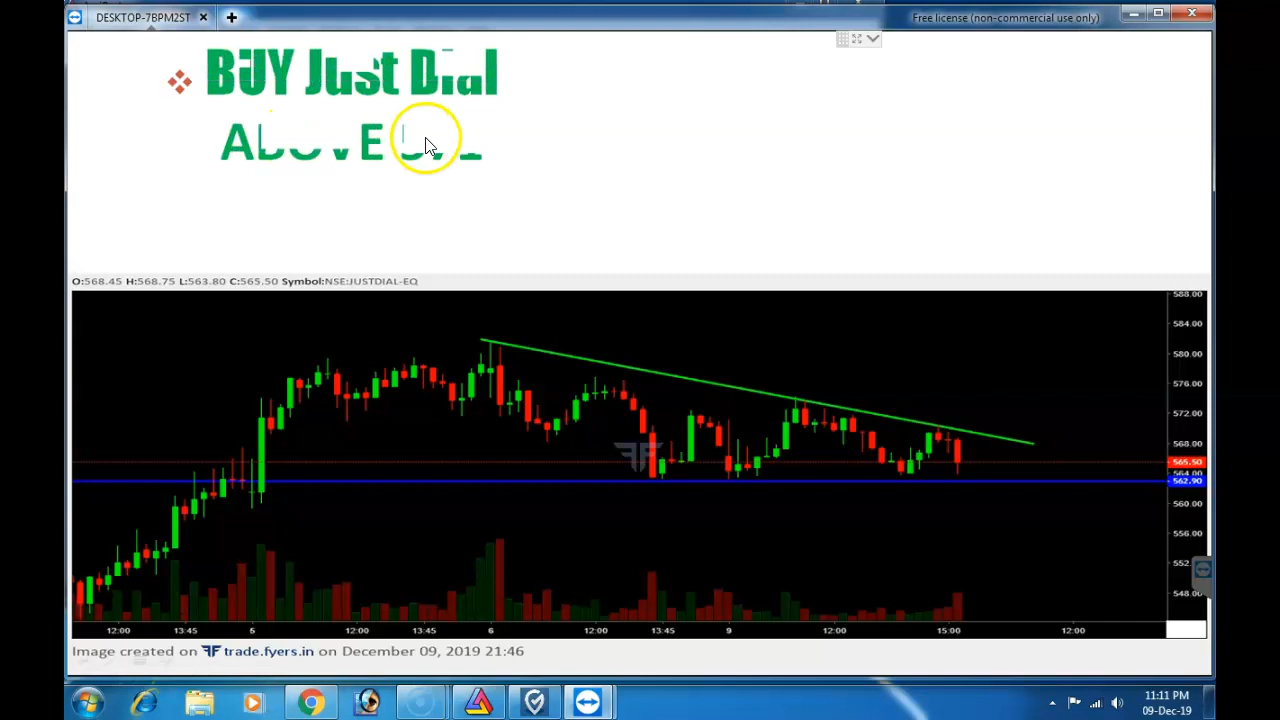 DESKTOP-7BPM2ST
Free license (non-commercial use only)
BUY Just Dial
ABOVE
O:568.45 H:568.75 L:563.80 C:565.50 Symbol:NSE:JUSTDIAL-EQ
588.00
584.00
580.00
576.00
572.00
568.00
565.50
564.00
562.90
560.00
556.00
552
548.00
12:00 13:45 6 12:00 13:45 6 12:00 13:45 9 12:00 15:00 12:00
Image created on trade.fyers.in on December 09, 2019 21:46
11:11 PM
09-Dec-19